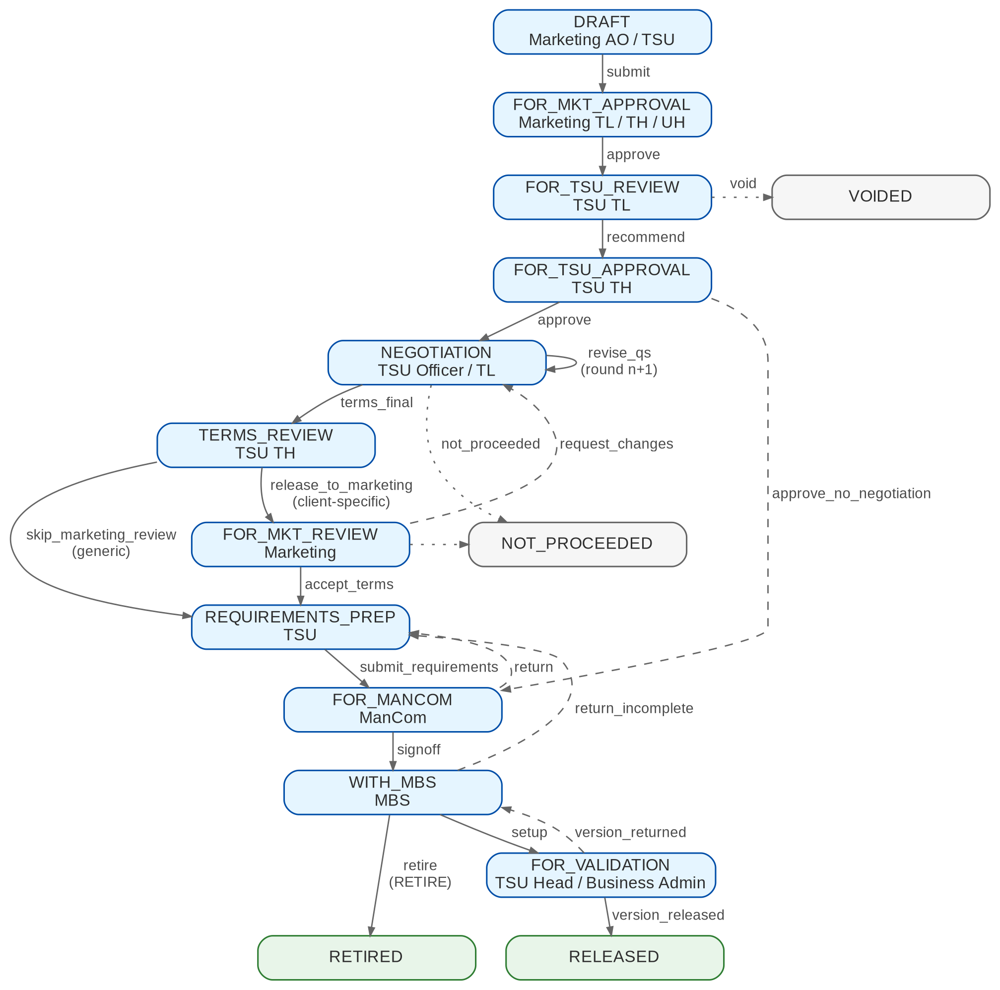 DRAFT
Marketing AO / TSU
submit
FOR_MKT_APPROVAL
Marketing TL / TH / UH
approve
FOR_TSU_REVIEW
TSU TL
void
VOIDED
recommend
FOR_TSU_APPROVAL
TSU TH
approve
NEGOTIATION
TSU Officer / TL
revise_qs
(round n+1)
terms_final
TERMS_REVIEW
TSU TH
not_proceeded
request_changes
release_to_marketing
(client-specific)
approve_no_negotiation
skip_marketing_review
(generic)
FOR_MKT_REVIEW
Marketing
NOT_PROCEEDED
accept_terms
REQUIREMENTS_PREP
TSU
submit_requirements
return
FOR_MANCOM
ManCom
return_incomplete
signoff
WITH_MBS
MBS
setup
version_returned
retire
(RETIRE)
FOR_VALIDATION
TSU Head / Business Admin
version_released
RETIRED
RELEASED